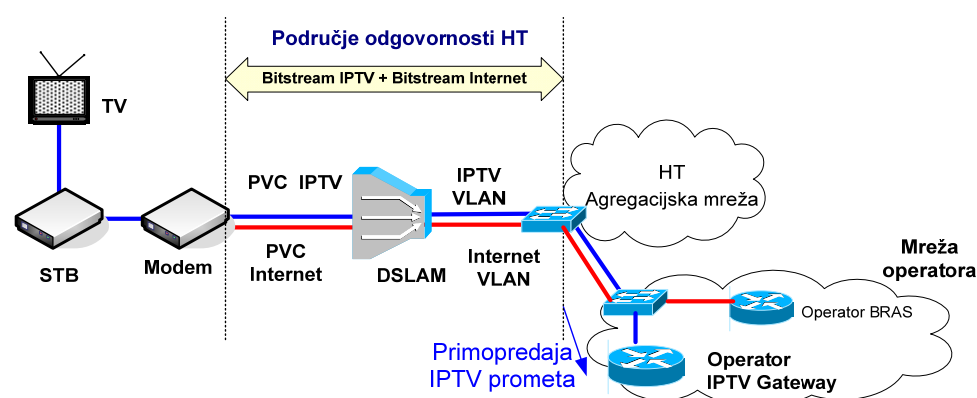 Područje odgovornosti HT
Bitstream IPTV + Bitstream Internet
TV
PVC  IPTV
IPTV
VLAN
HT
Agregacijska mreža
STB
Modem
PVC
Internet
DSLAM
Internet
VLAN
Mreža
operatora
Operator BRAS
Primopredaja
IPTV prometa
Operator
IPTV Gateway